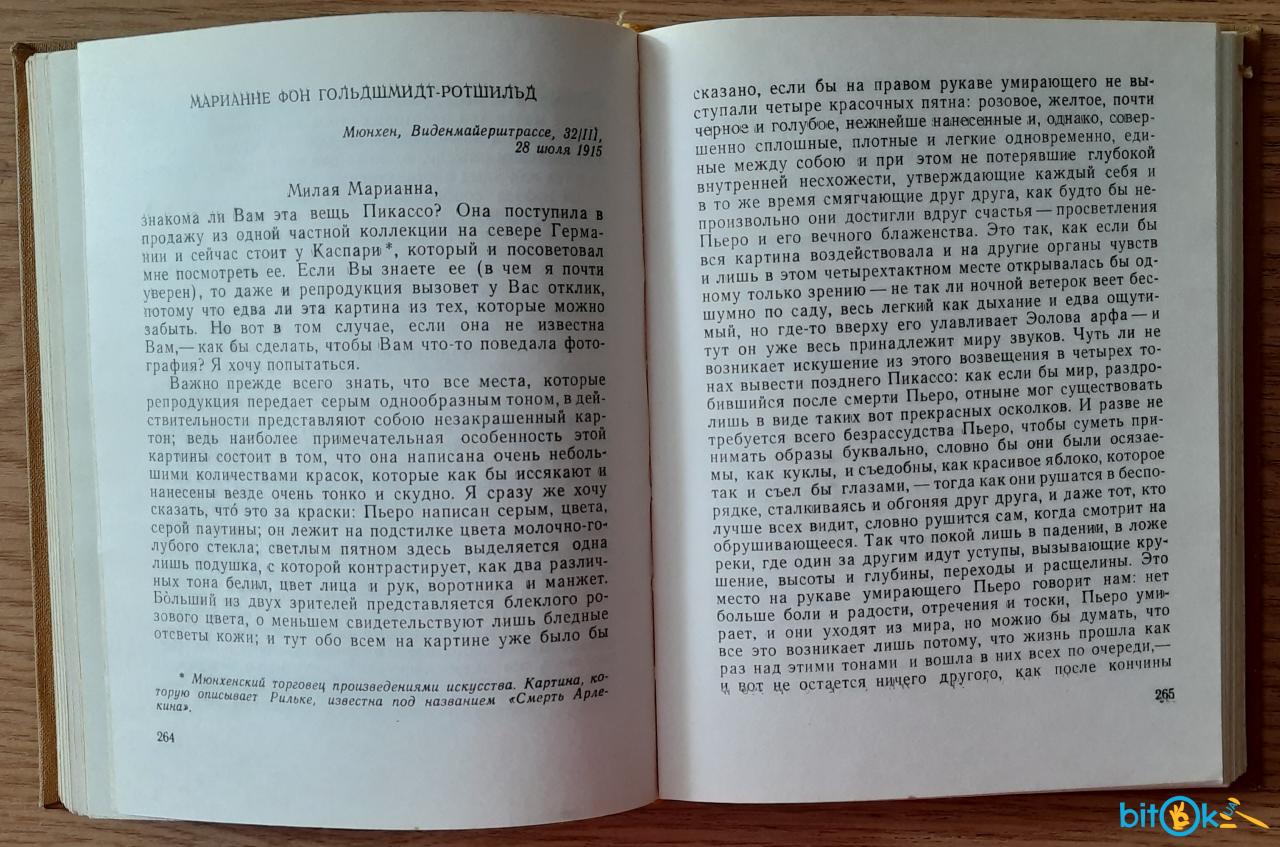 МАРИАННЕ ФОН ГОЛЬДШМИДТ-РОТШИЛЬД
Мюнхен, Виденмайерштрассе, 32/III,
28 июля 1915
Милая Марианна,
знакома ли Вам эта вещь Пикассо? Она поступила в
продажу из одной частной коллекции на севере Герма-
нии и сейчас стоит у Каспари*, который и посоветовал
мне посмотреть ее. Если Вы знаете ее (в чем я почти
уверен), то даже и репродукция вызовет у Вас отклик,
потому что едва ли эта картина из тех, которые можно
забыть. Но вот в том случае, если она не известна
Вам,— как бы сделать, чтобы Вам что-то поведала фото-
графия? Я хочу попытаться.
Важно прежде всего знать, что все места, которые
репродукция передает серым однообразным тоном, в дей-
ствительности представляют собою незакрашенный кар-
тон; ведь наиболее примечательная особенность этой
картины состоит в том, что она написана очень неболь-
шими количествами красок, которые как бы иссякают и
нанесены везде очень тонко и скудно. Я сразу же хочу
сказать, что́ это за краски: Пьеро написан серым, цвета,
серой паутины; он лежит на подстилке цвета молочно-го-
лубого стекла; светлым пятном здесь выделяется одна
лишь подушка, с которой контрастирует, как два различ-
ных тона белил, цвет лица и рук, воротника и манжет.
Бо́льший из двух зрителей представляется блеклого ро-
зового цвета, о меньшем свидетельствуют лишь бледные
отсветы кожи; и тут обо всем на картине уже было бы
* Мюнхенский торговец произведениями искусства. Картина, ко-
торую описывает Рильке, известна под названием «Смерть Арле-
кина».
264
сказано, если бы на правом рукаве умирающего не вы-
ступали четыре красочных пятна: розовое, желтое, почти
черное и голубое, нежнейше нанесенные и, однако, совер-
шенно сплошные, плотные и легкие одновременно, еди-
ные между собою и при этом не потерявшие глубокой
внутренней несхожести, утверждающие каждый себя и
в то же время смягчающие друг друга, как будто бы не-
произвольно они достигли вдруг счастья — просветления
Пьеро и его вечного блаженства. Это так, как если бы
вся картина воздействовала и на другие органы чувств
и лишь в этом четырехтактном месте открывалась бы од-
ному только зрению — не так ли ночной ветерок веет бес-
шумно по саду, весь легкий как дыхание и едва ощути-
мый, но где-то вверху его улавливает Эолова арфа — и
тут он уже весь принадлежит миру звуков. Чуть ли не
возникает искушение из этого возвещения в четырех то-
нах вывести позднего Пикассо: как если бы мир, раздро-
бившийся после смерти Пьеро, отныне мог существовать
лишь в виде таких вот прекрасных осколков. И разве не
требуется всего безрассудства Пьеро, чтобы суметь при-
нимать образы буквально, словно бы они были осязае-
мы, как куклы, и съедобны, как красивое яблоко, которое
так и съел бы глазами, — тогда как они рушатся в беспо-
рядке, сталкиваясь и обгоняя друг друга, и даже тот, кто
лучше всех видит, словно рушится сам, когда смотрит на
обрушивающееся. Так что покой лишь в падении, в ложе
реки, где один за другим идут уступы, вызывающие кру-
шение, высоты и глубины, переходы и расщелины. Это
место на рукаве умирающего Пьеро говорит нам: нет
больше боли и радости, отречения и тоски, Пьеро уми-
рает, и они уходят из мира, но можно бы думать, что
все это возникает лишь потому, что жизнь прошла как
раз над этими тонами и вошла в них всех по очереди,—
и вот не остается ничего другого, как после кончины
265
bitOk.ua